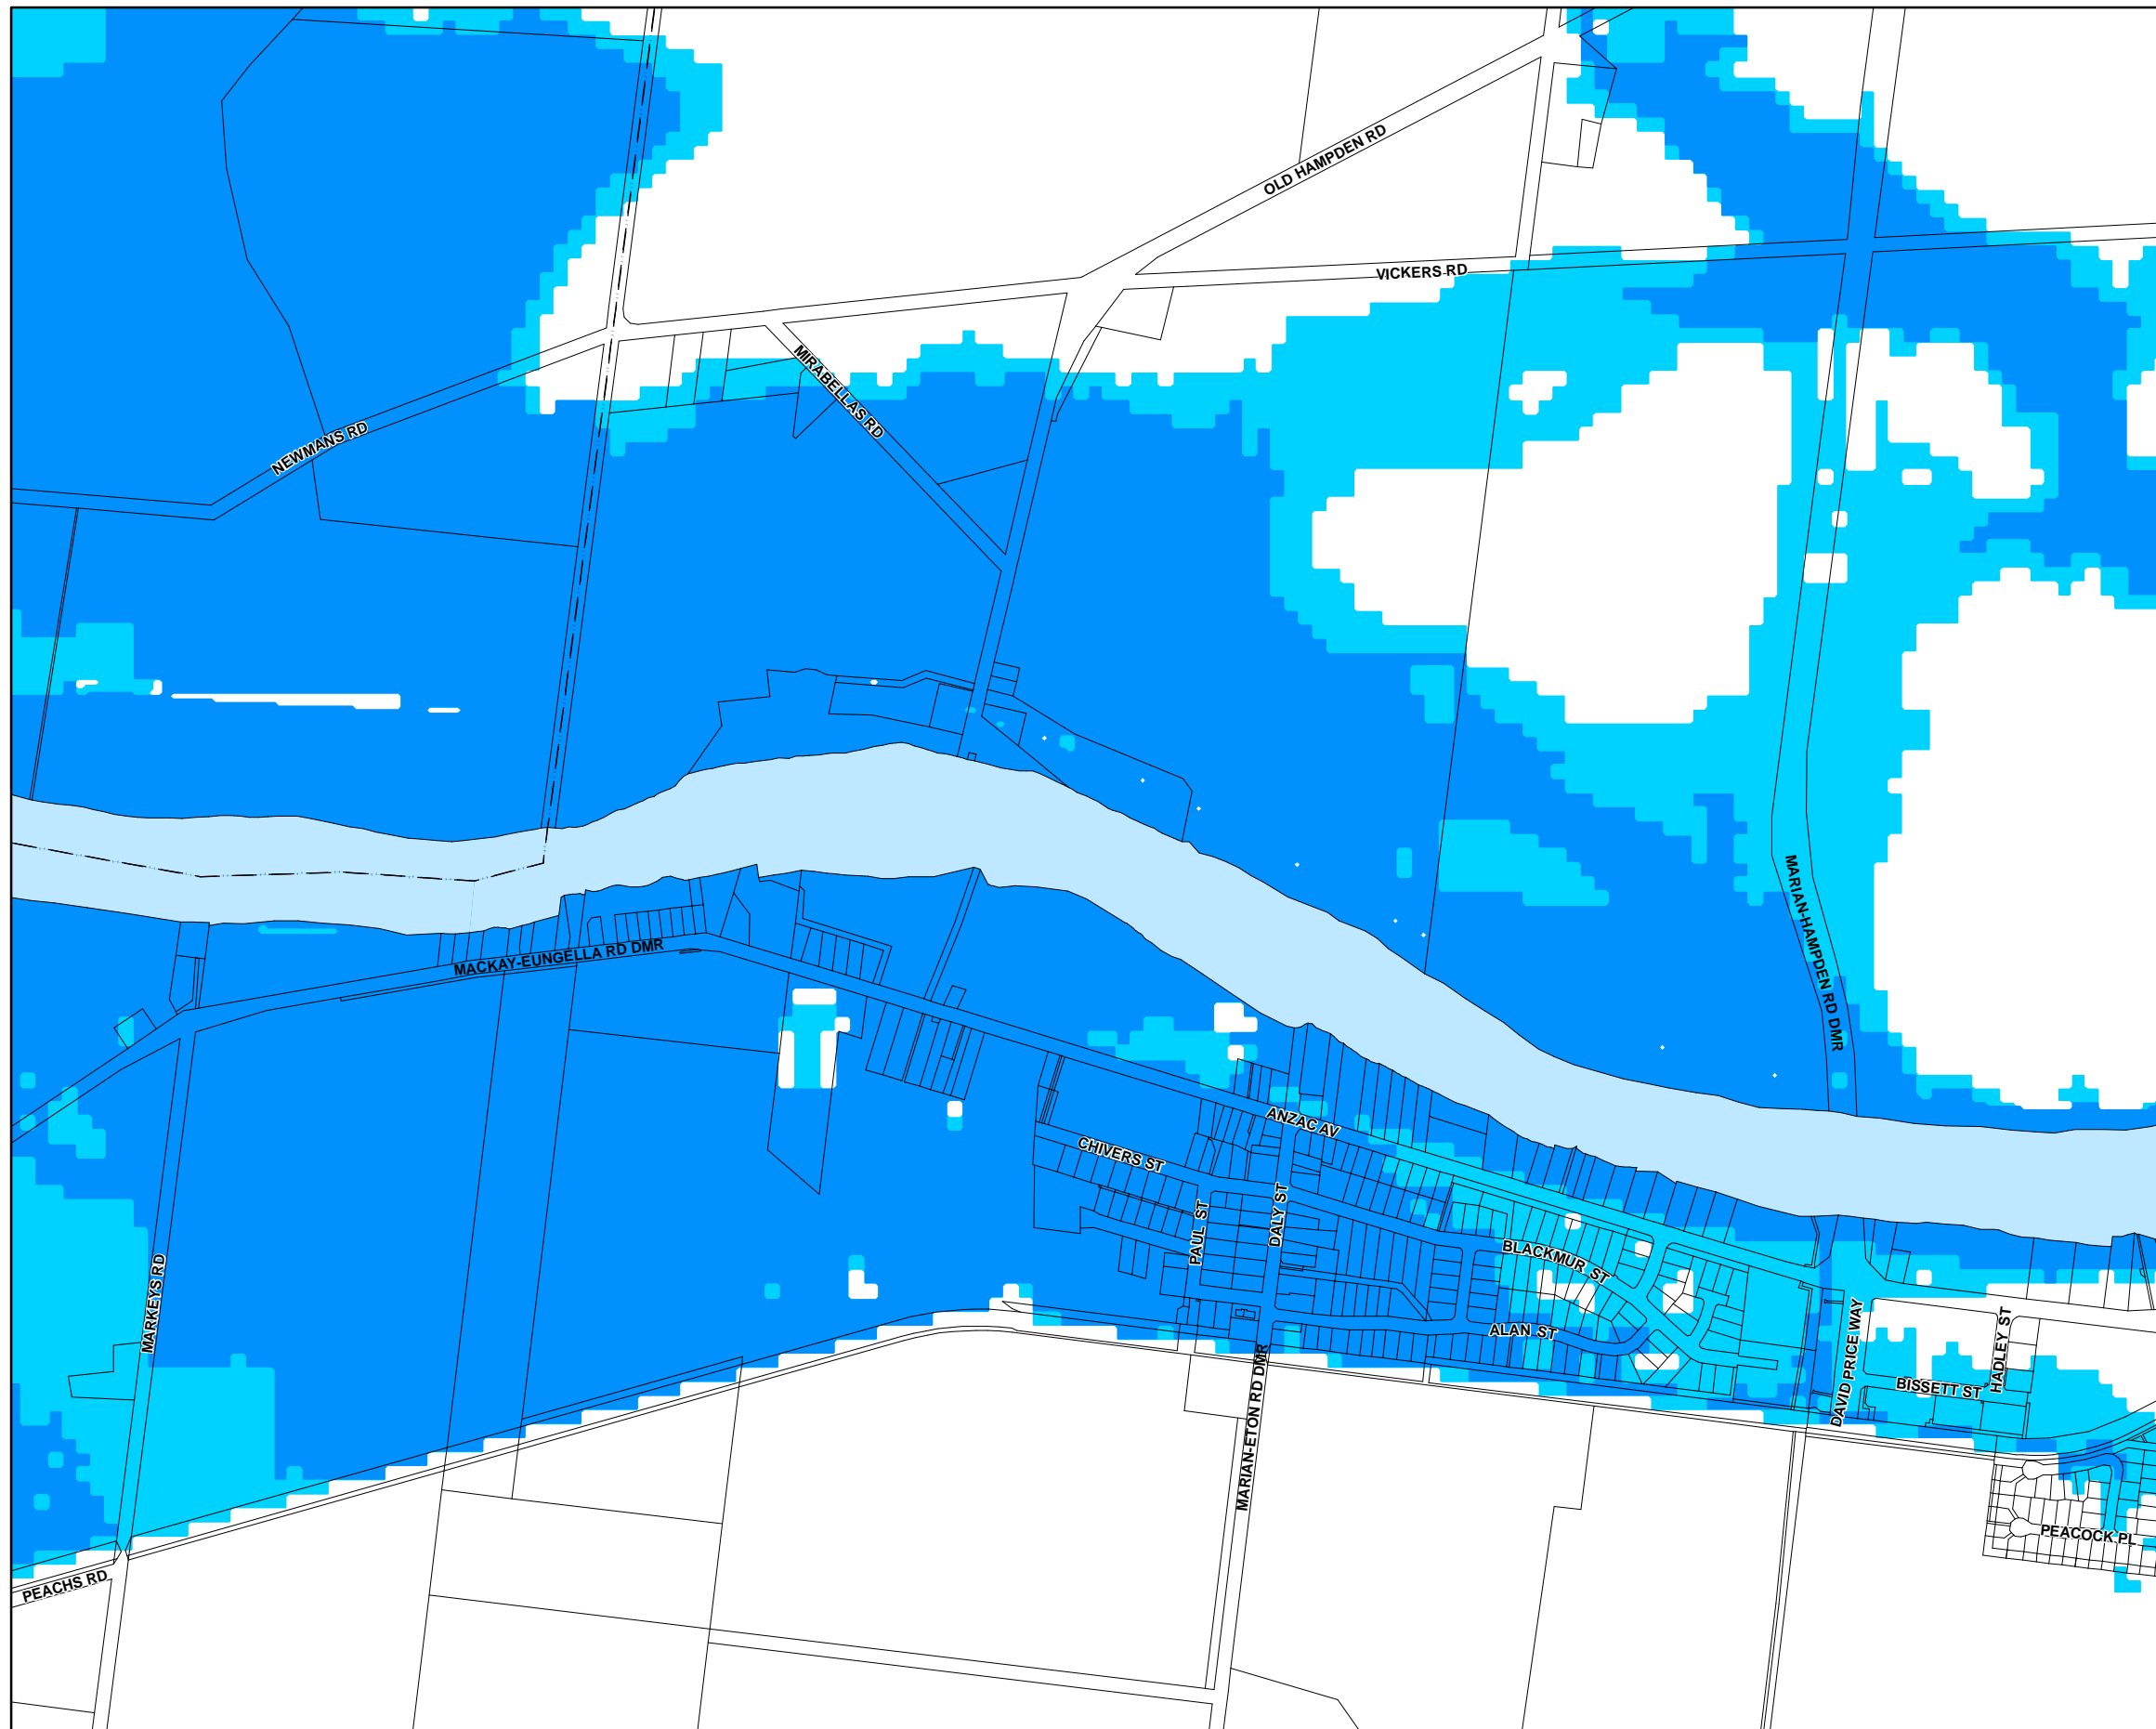 OLD HAMPDEN RD
VICKERS RD
MIRABELLAS RD
NEWMANS RD
MARIAN-HAMPDEN RD DMR
MACKAY-EUNGELLA RD DMR
ANZAC AV
CHIVERS ST
PAUL ST
DALY ST
BLACKMUR ST
MARKEYS RD
ALAN ST
DAVID PRICE WAY
HADLEY ST
BISSETT ST
MARIAN-ETON RD DMR
PEACOCK PL
PEACHS RD